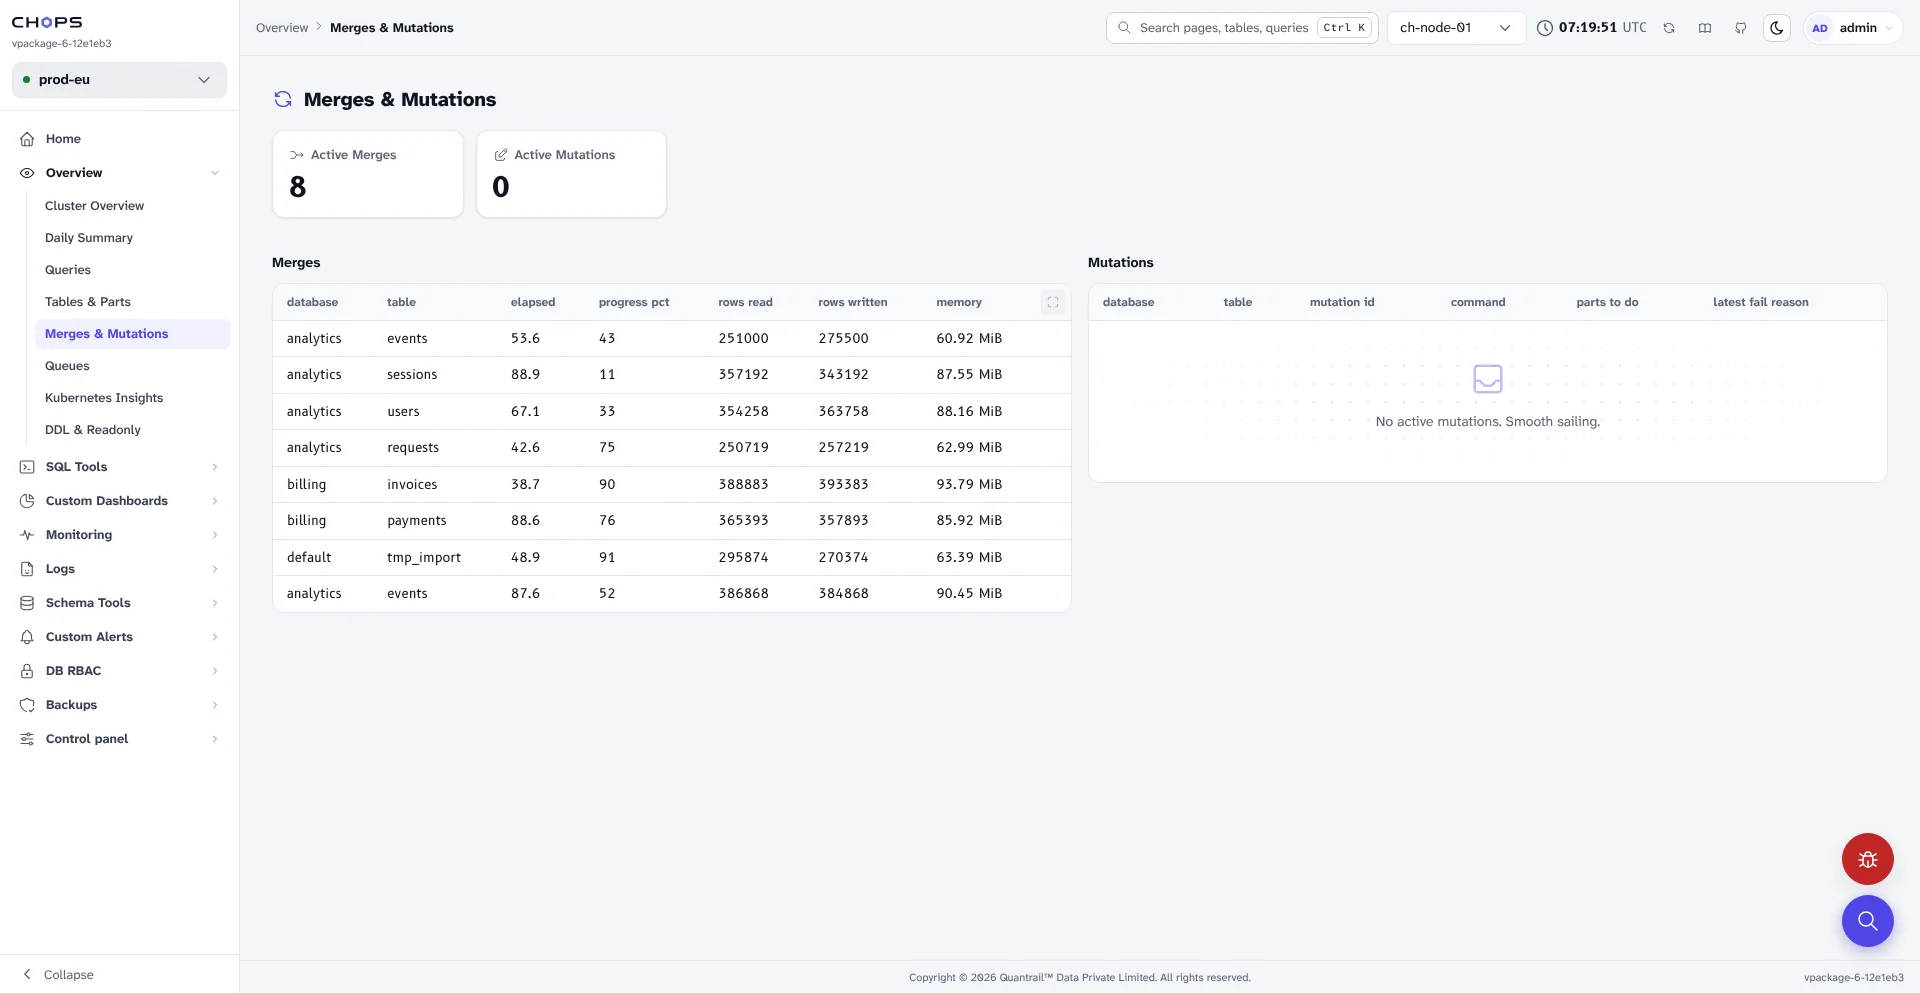 CHOPS
vpackage-6-12e1eb3
prod-eu
Home
Overview
Cluster Overview
Daily Summary
Queries
Tables & Parts
Merges & Mutations
Queues
Kubernetes Insights
DDL & Readonly
SQL Tools
Custom Dashboards
Monitoring
Logs
Schema Tools
Custom Alerts
DB RBAC
Backups
Control panel
Collapse
Overview > Merges & Mutations
Search pages, tables, queries Ctrl K
ch-node-01
07:19:51 UTC
AD admin
Merges & Mutations
Active Merges
8
Active Mutations
0
Merges
database table elapsed progress pct rows read rows written memory
analytics events 53.6 43 251000 275500 60.92 MiB
analytics sessions 88.9 11 357192 343192 87.55 MiB
analytics users 67.1 33 354258 363758 88.16 MiB
analytics requests 42.6 75 250719 257219 62.99 MiB
billing invoices 38.7 90 388883 393383 93.79 MiB
billing payments 88.6 76 365393 357893 85.92 MiB
default tmp_import 48.9 91 295874 270374 63.39 MiB
analytics events 87.6 52 386868 384868 90.45 MiB
Mutations
database table mutation id command parts to do latest fail reason
No active mutations. Smooth sailing.
Copyright © 2026 Quantrail™ Data Private Limited. All rights reserved.
vpackage-6-12e1eb3